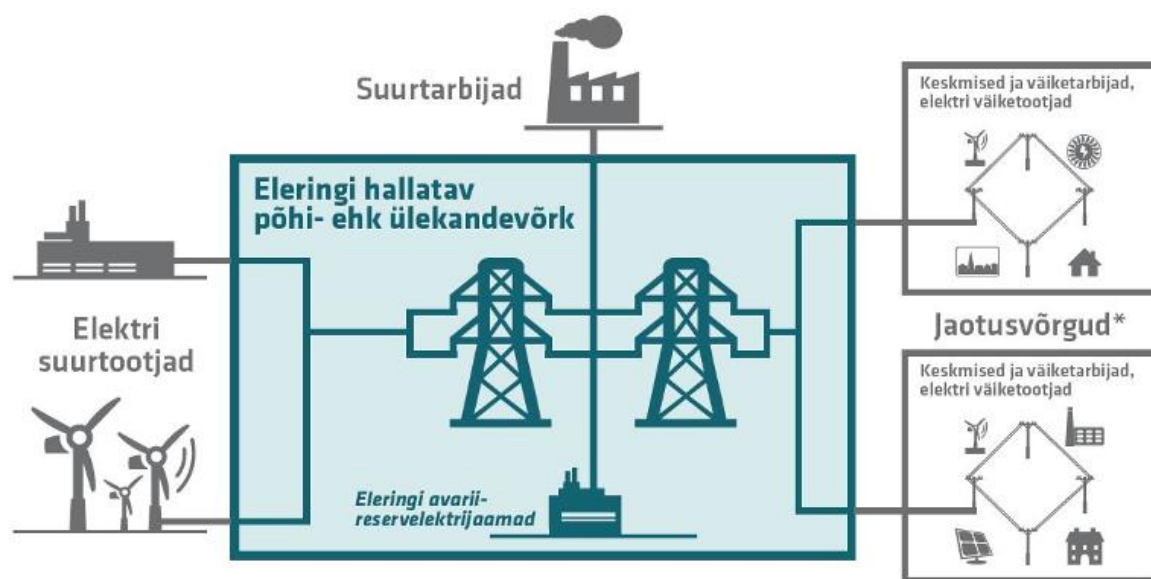 Suurtarbijad
Keskmised ja väiketarbijad,
elektri väiketootjad
Eleringi hallatav
põhi- ehk ülekandevõrk
Elektri
suurtootjad
Jaotusvõrgud*
Keskmised ja väiketarbijad,
elektri väiketootjad
Eleringi avarii-
reservelektrijaamad